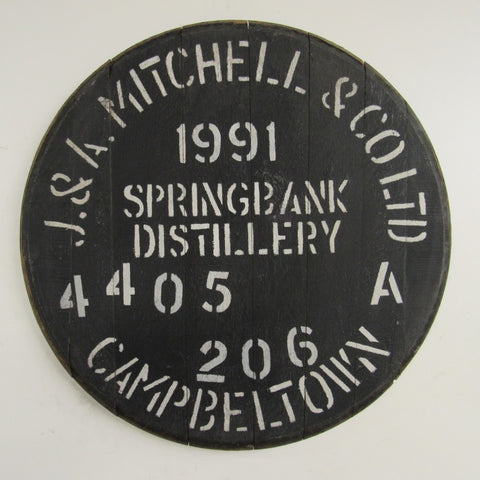 J. & A. MITCHELL & CO LTD
1991
SPRINGBANK
DISTILLERY
4405 A
206
CAMPBELTOWN